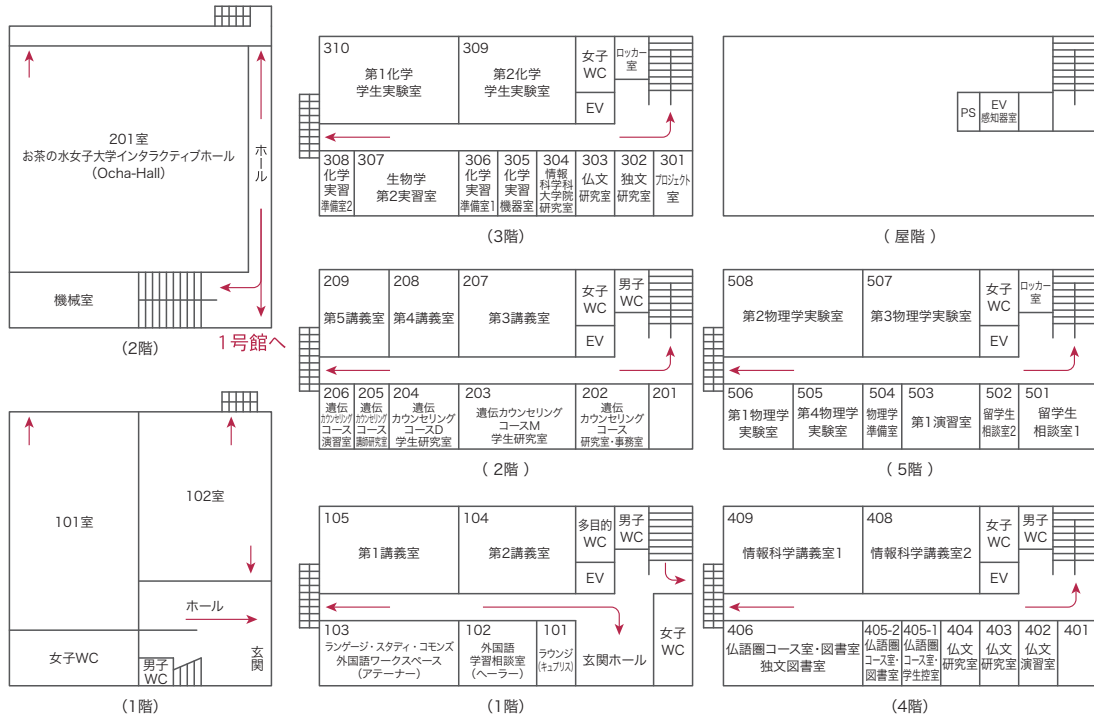 201室
お茶の水女子大学インタラクティブホール
(Ocha-Hall)
ホール
機械室
(2階)
1号館へ
101室
102室
ホール
女子WC
男子
WC
玄関
(1階)
310
第1化学
学生実験室
309
第2化学
学生実験室
女子
WC
ロッカー
室
EV
308
化学
実習
準備室2
307
生物学
第2実習室
306
化学
実習
準備室1
305
化学
実習
機器室
304
情報
科学科
大学院
研究室
303
仏文
研究室
302
独文
研究室
301
プロジェクト
室
(3階)
PS
EV
感知器室
( 屋階 )
209
第5講義室
208
第4講義室
207
第3講義室
女子
WC
男子
WC
EV
206
遺伝
カウンセリング
コース
演習室
205
遺伝
カウンセリング
コース
講師研究室
204
遺伝
カウンセリング
コースD
学生研究室
203
遺伝カウンセリング
コースM
学生研究室
202
遺伝
カウンセリング
コース
研究室・事務室
201
( 2階 )
508
第2物理学実験室
507
第3物理学実験室
女子
WC
ロッカー
室
EV
506
第1物理学
実験室
505
第4物理学
実験室
504
物理学
準備室
503
第1演習室
502
留学生
相談室2
501
留学生
相談室1
( 5階 )
105
第1講義室
104
第2講義室
多目的
WC
男子
WC
EV
103
ランゲージ・スタディ・コモンズ
外国語ワークスペース
(アテーナー)
102
外国語
学習相談室
(ヘーラー)
101
ラウンジ
(キュプリス)
玄関ホール
女子
WC
(1階)
409
情報科学講義室1
408
情報科学講義室2
女子
WC
男子
WC
EV
406
仏語圏コース室・図書室
独文図書室
405-2
仏語圏
コース室・
図書室
405-1
仏語圏
コース室・
学生控室
404
仏文
研究室
403
仏文
研究室
402
仏文
演習室
401
(4階)